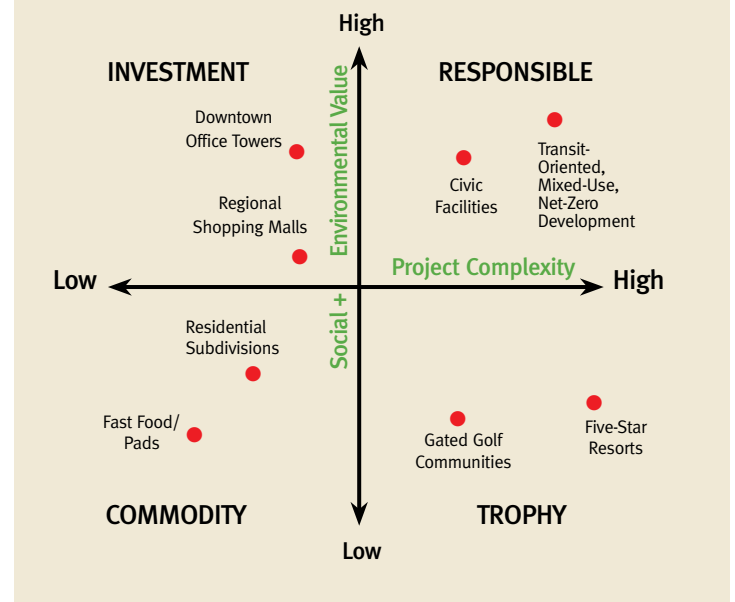 High
INVESTMENT
RESPONSIBLE
Downtown
Office Towers
Regional
Shopping Malls
Social + Environmental Value
Civic
Facilities
Transit-
Oriented,
Mixed-Use,
Net-Zero
Development
Project Complexity
Low
High
Residential
Subdivisions
Fast Food/
Pads
Gated Golf
Communities
Five-Star
Resorts
COMMODITY
TROPHY
Low